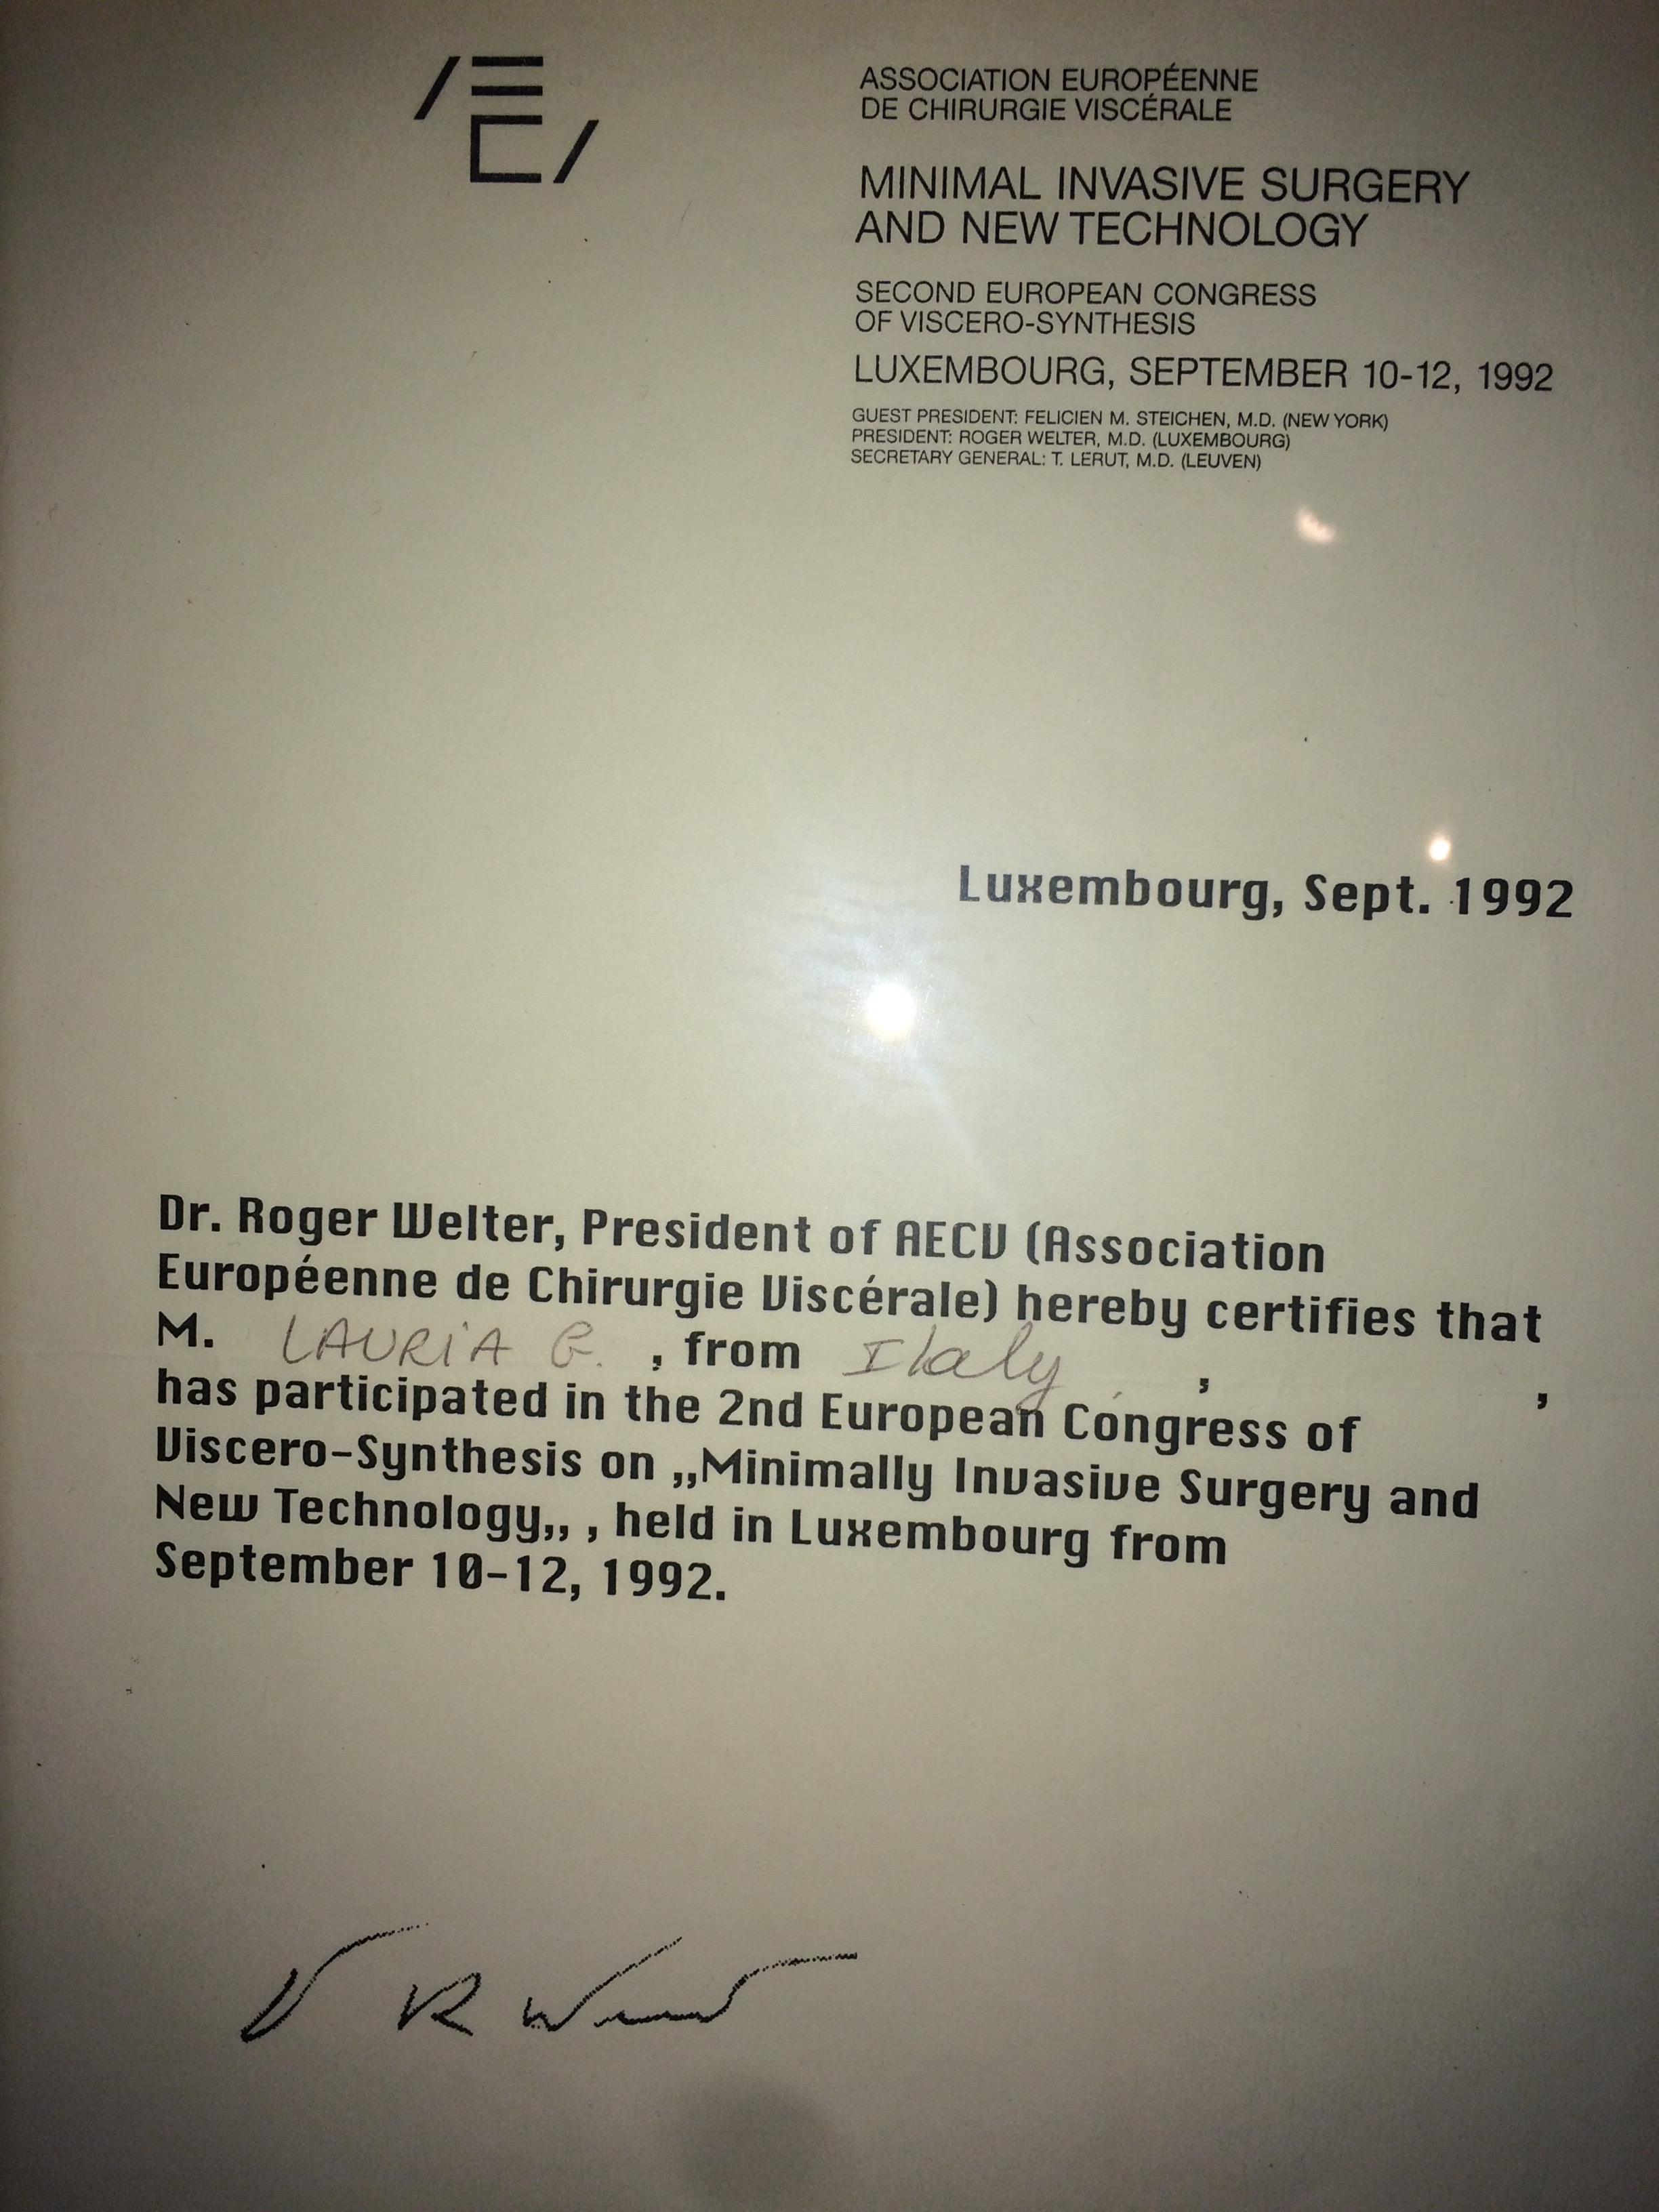 ASSOCIATION EUROPÉENNE
DE CHIRURGIE VISCÉRALE
MINIMAL INVASIVE SURGERY
AND NEW TECHNOLOGY
SECOND EUROPEAN CONGRESS
OF VISCERO-SYNTHESIS
LUXEMBOURG, SEPTEMBER 10-12, 1992
GUEST PRESIDENT: FELICIEN M. STEICHEN, M.D. (NEW YORK)
PRESIDENT: ROGER WELTER, M.D. (LUXEMBOURG)
SECRETARY GENERAL: T. LERUT, M.D. (LEUVEN)
Luxembourg, Sept. 1992
Dr. Roger Welter, President of AECV (Association
Européenne de Chirurgie Viscérale) hereby certifies that
M. LAURIA G. , from Italy , ,
has participated in the 2nd European Congress of
Viscero-Synthesis on „Minimally Invasive Surgery and
New Technology„ , held in Luxembourg from
September 10-12, 1992.